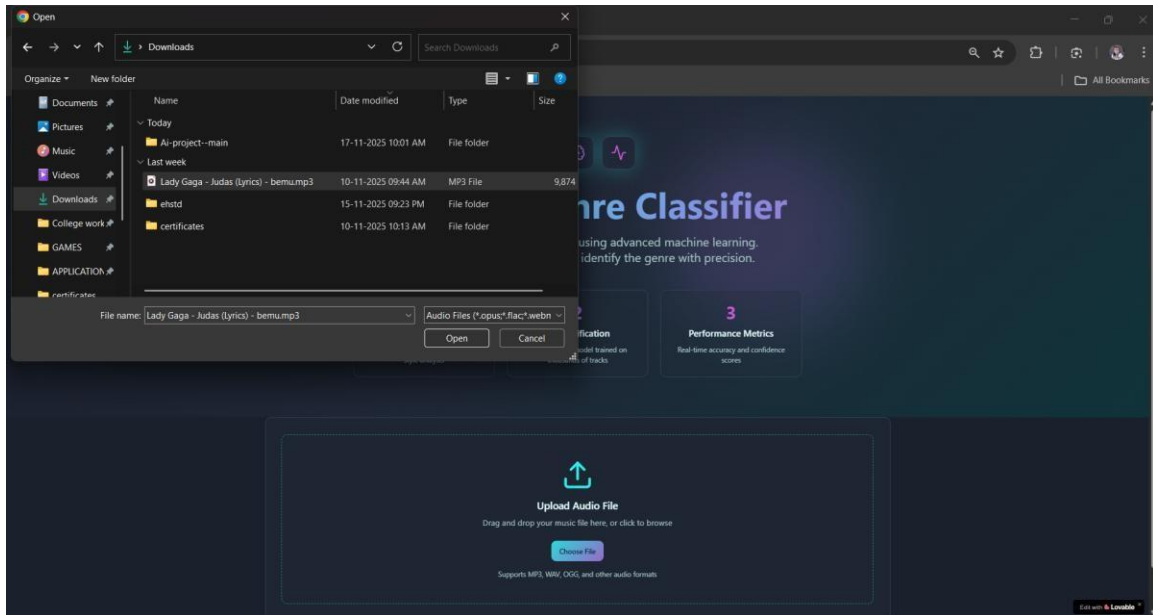 Open
Downloads
Search Downloads
Organize
New folder
Documents
Pictures
Music
Videos
Downloads
College work
GAMES
APPLICATION
certificates
Name Date modified Type Size
Today
Ai-project--main 17-11-2025 10:01 AM File folder
Last week
Lady Gaga - Judas (Lyrics) - bemu.mp3 10-11-2025 09:44 AM MP3 File 9,874
ehstd 15-11-2025 09:23 PM File folder
certificates 10-11-2025 10:13 AM File folder
File name: Lady Gaga - Judas (Lyrics) - bemu.mp3
Audio Files (*.opus;*.flac;*.webn
Open
Cancel
All Bookmarks
nre Classifier
using advanced machine learning.
identify the genre with precision.
2
fication
model trained on
of tracks
3
Performance Metrics
Real-time accuracy and confidence
scores
Upload Audio File
Drag and drop your music file here, or click to browse
Choose File
Supports MP3, WAV, OGG, and other audio formats
Edit with Lovable